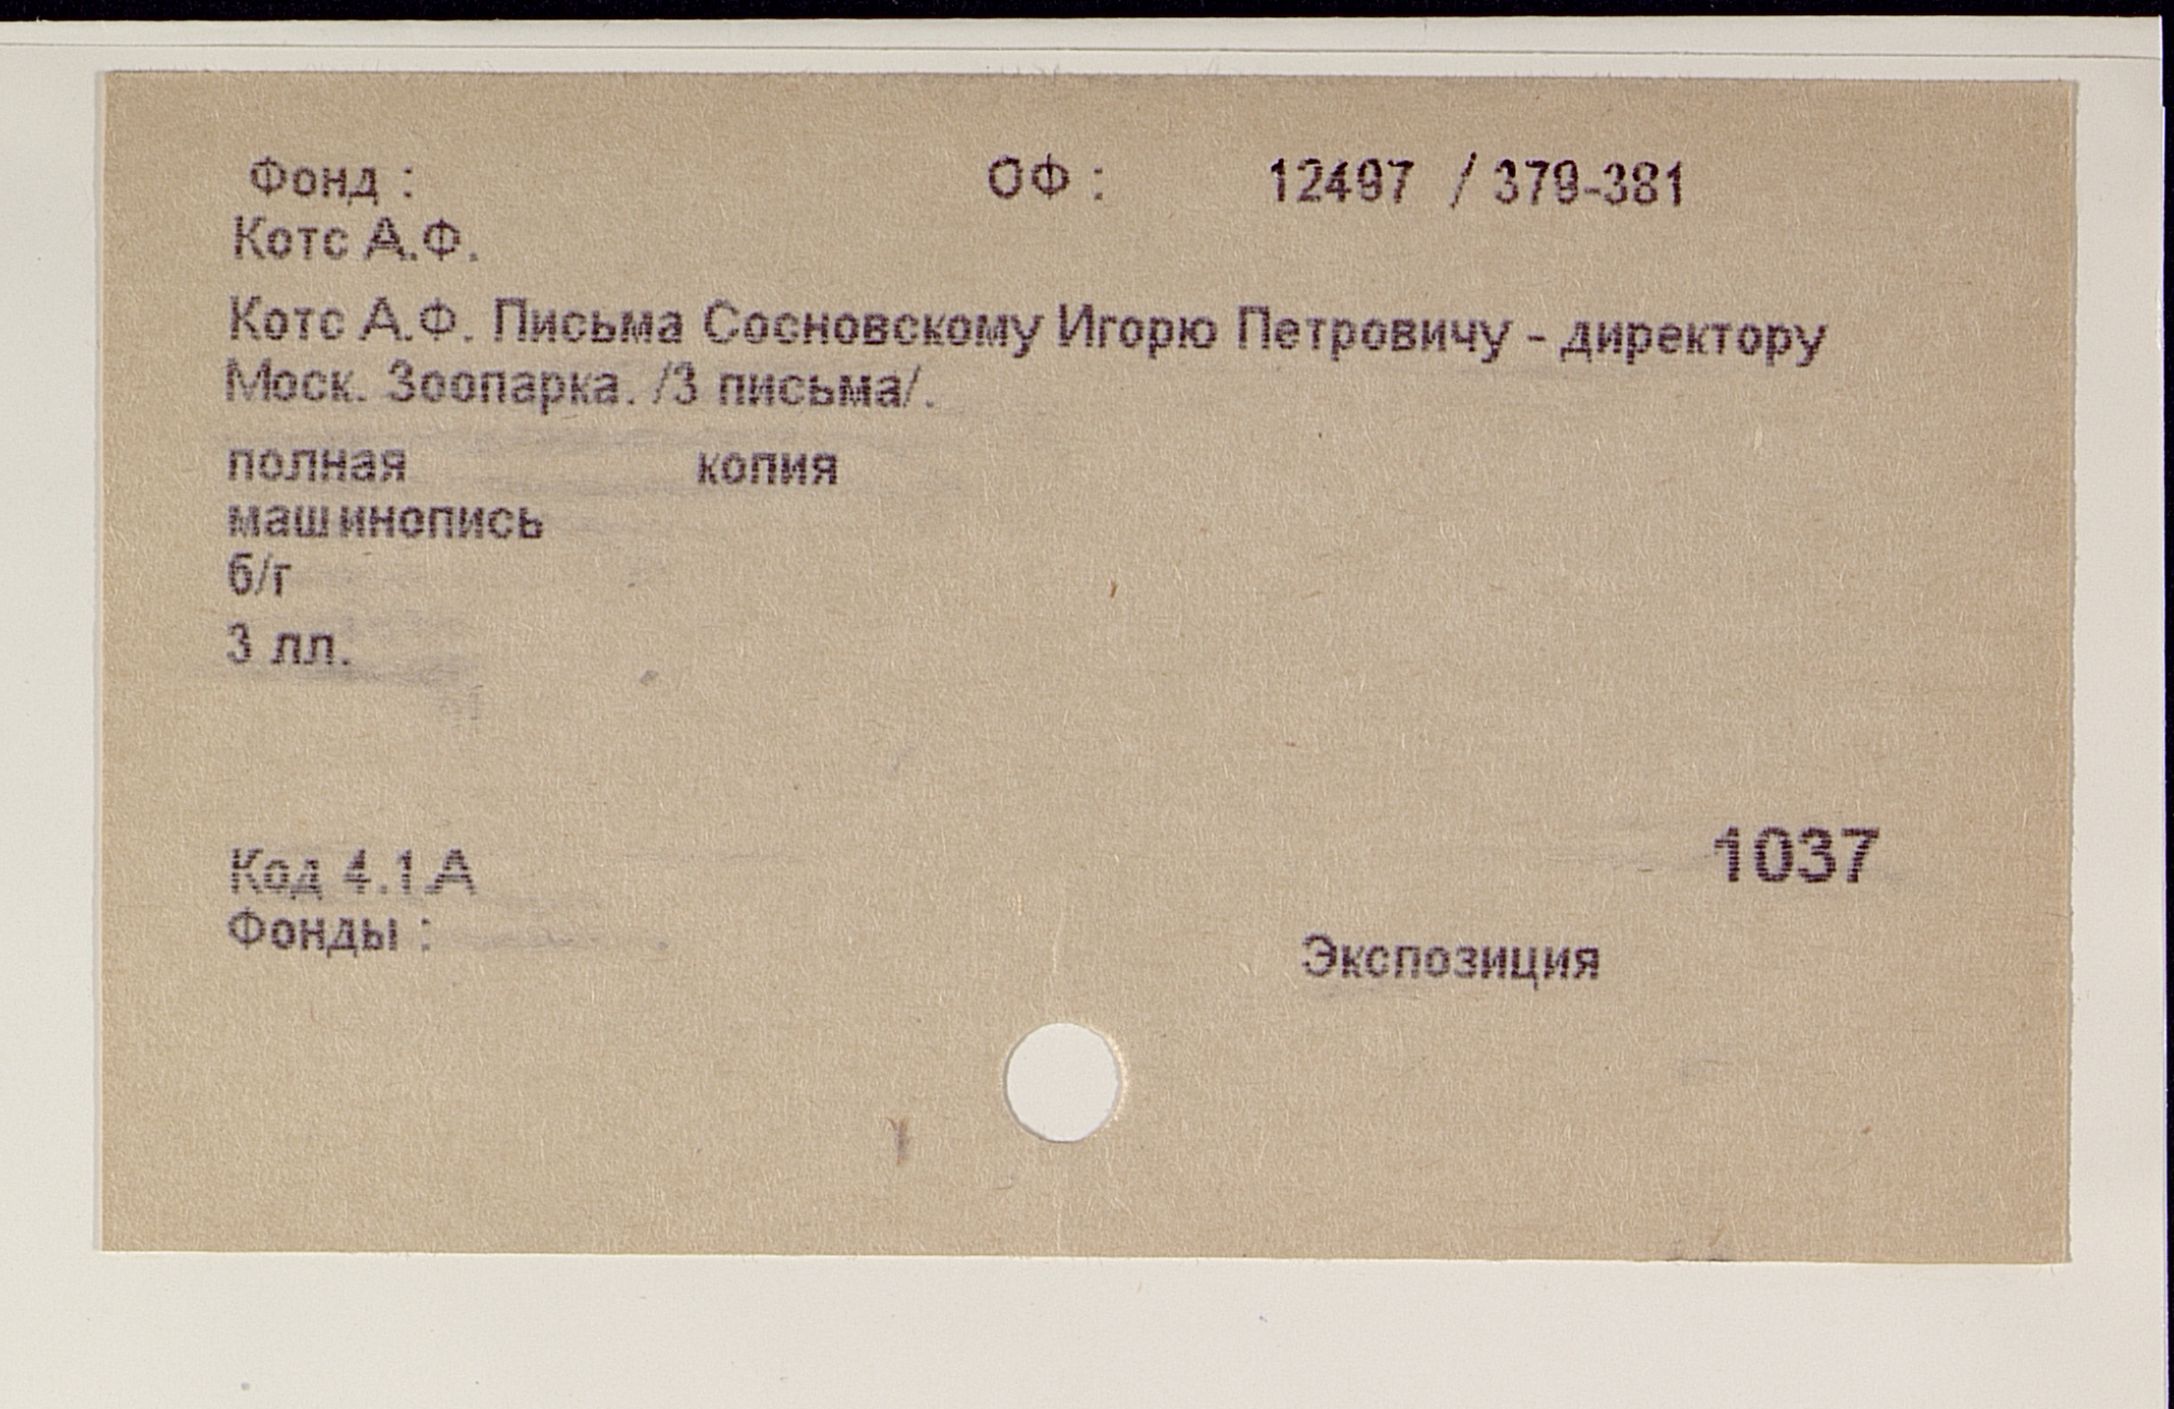 Фонд : ОФ : 12497 / 379-381
Котс А.Ф.
Котс А.Ф. Письма Сосновскому Игорю Петровичу - директору
Моск. Зоопарка. /3 письма/.
полная копия
машинопись
б/г
3 лл.
1037
Код 4.1.А
Фонды :
Экспозиция